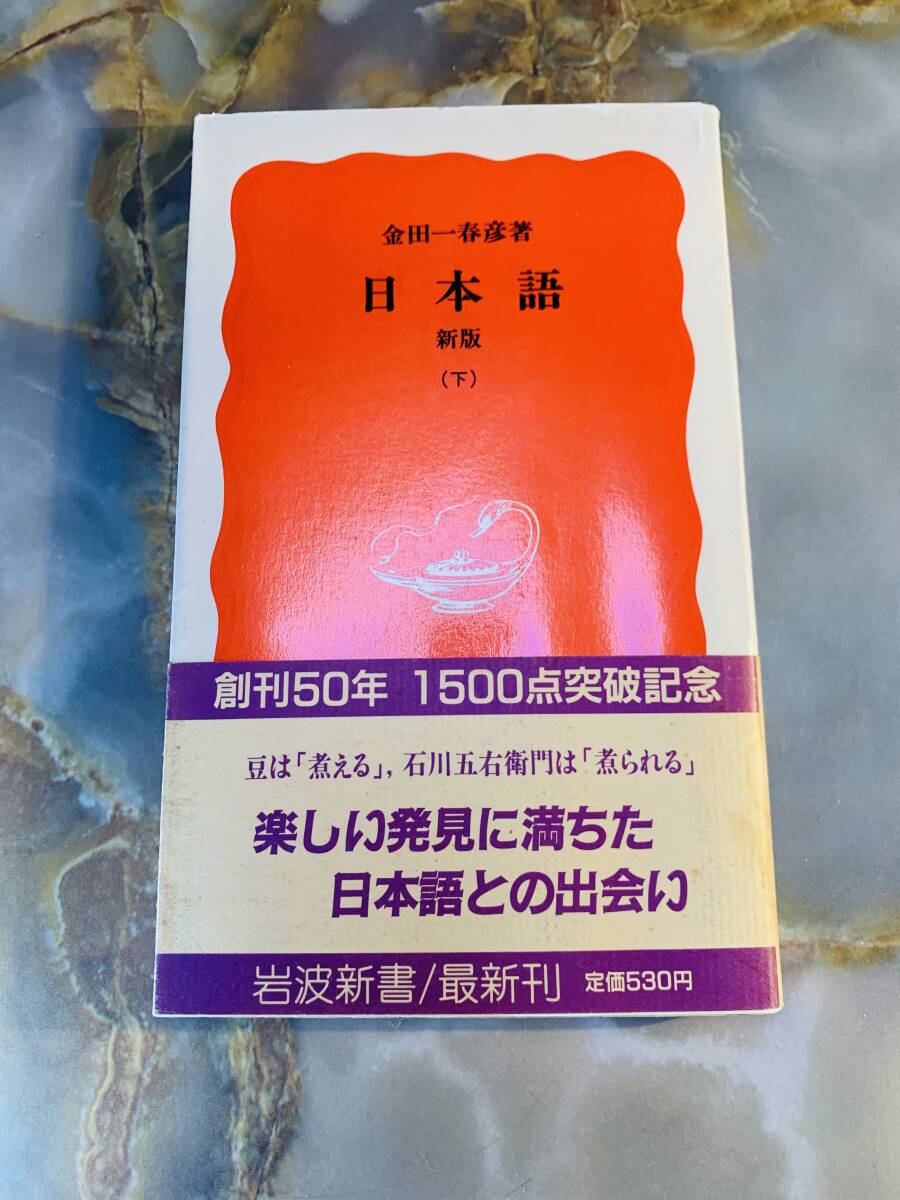 金田一春彦著
日本語
新版
(下)
創刊50年 1500点突破記念
豆は「煮える」, 石川五右衛門は「煮られる」
楽しい発見に満ちた
日本語との出会い
岩波新書/最新刊 定価530円